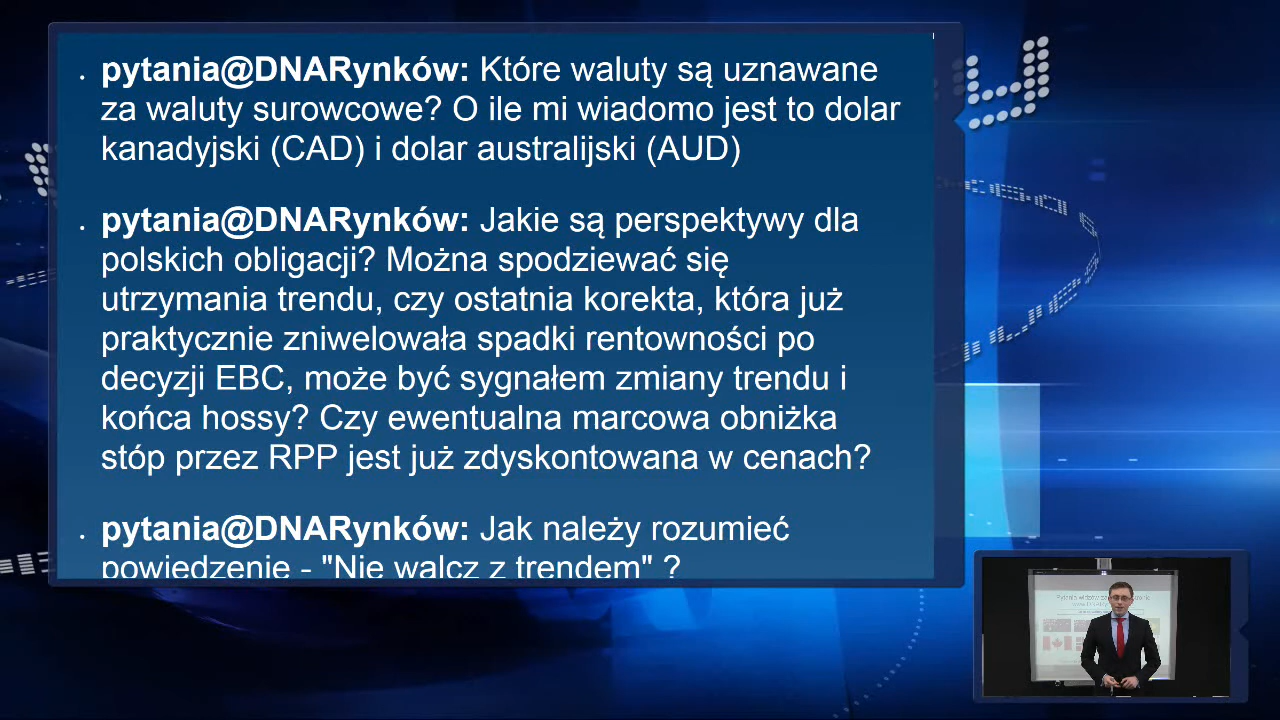 pytania@DNARynków: Które waluty są uznawane
za waluty surowcowe? O ile mi wiadomo jest to dolar
kanadyjski (CAD) i dolar australijski (AUD)
pytania@DNARynków: Jakie są perspektywy dla
polskich obligacji? Można spodziewać się
utrzymania trendu, czy ostatnia korekta, która już
praktycznie zniwelowała spadki rentowności po
decyzji EBC, może być sygnałem zmiany trendu i
końca hossy? Czy ewentualna marcowa obniżka
stóp przez RPP jest już zdyskontowana w cenach?
pytania@DNARynków: Jak należy rozumieć
powiedzenie - "Nie walcz z trendem" ?
Pytania widzów